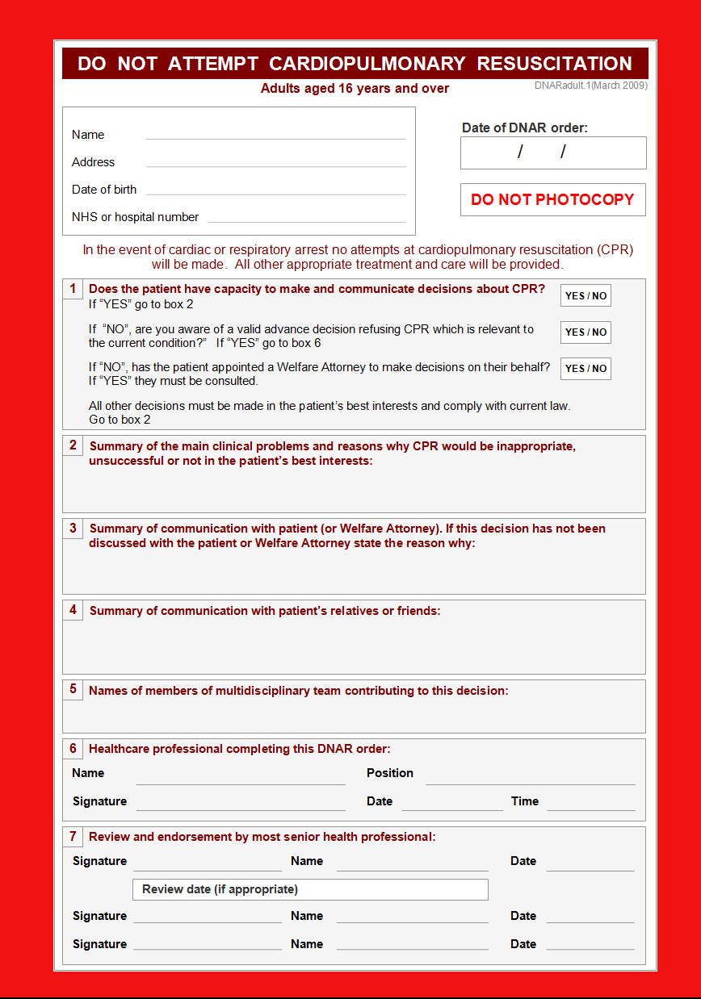 DO NOT ATTEMPT CARDIOPULMONARY RESUSCITATION
Adults aged 16 years and over
DNARadult.1(March 2009)
Name
Address
Date of birth
NHS or hospital number
Date of DNAR order:
/ /
DO NOT PHOTOCOPY
In the event of cardiac or respiratory arrest no attempts at cardiopulmonary resuscitation (CPR)
will be made. All other appropriate treatment and care will be provided.
1 Does the patient have capacity to make and communicate decisions about CPR? YES / NO
If “YES” go to box 2
If “NO”, are you aware of a valid advance decision refusing CPR which is relevant to YES / NO
the current condition?” If “YES” go to box 6
If “NO”, has the patient appointed a Welfare Attorney to make decisions on their behalf? YES / NO
If “YES” they must be consulted.
All other decisions must be made in the patient’s best interests and comply with current law.
Go to box 2
2 Summary of the main clinical problems and reasons why CPR would be inappropriate,
unsuccessful or not in the patient’s best interests:
3 Summary of communication with patient (or Welfare Attorney). If this decision has not been
discussed with the patient or Welfare Attorney state the reason why:
4 Summary of communication with patient’s relatives or friends:
5 Names of members of multidisciplinary team contributing to this decision:
6 Healthcare professional completing this DNAR order:
Name Position
Signature Date Time
7 Review and endorsement by most senior health professional:
Signature Name Date
Review date (if appropriate)
Signature Name Date
Signature Name Date